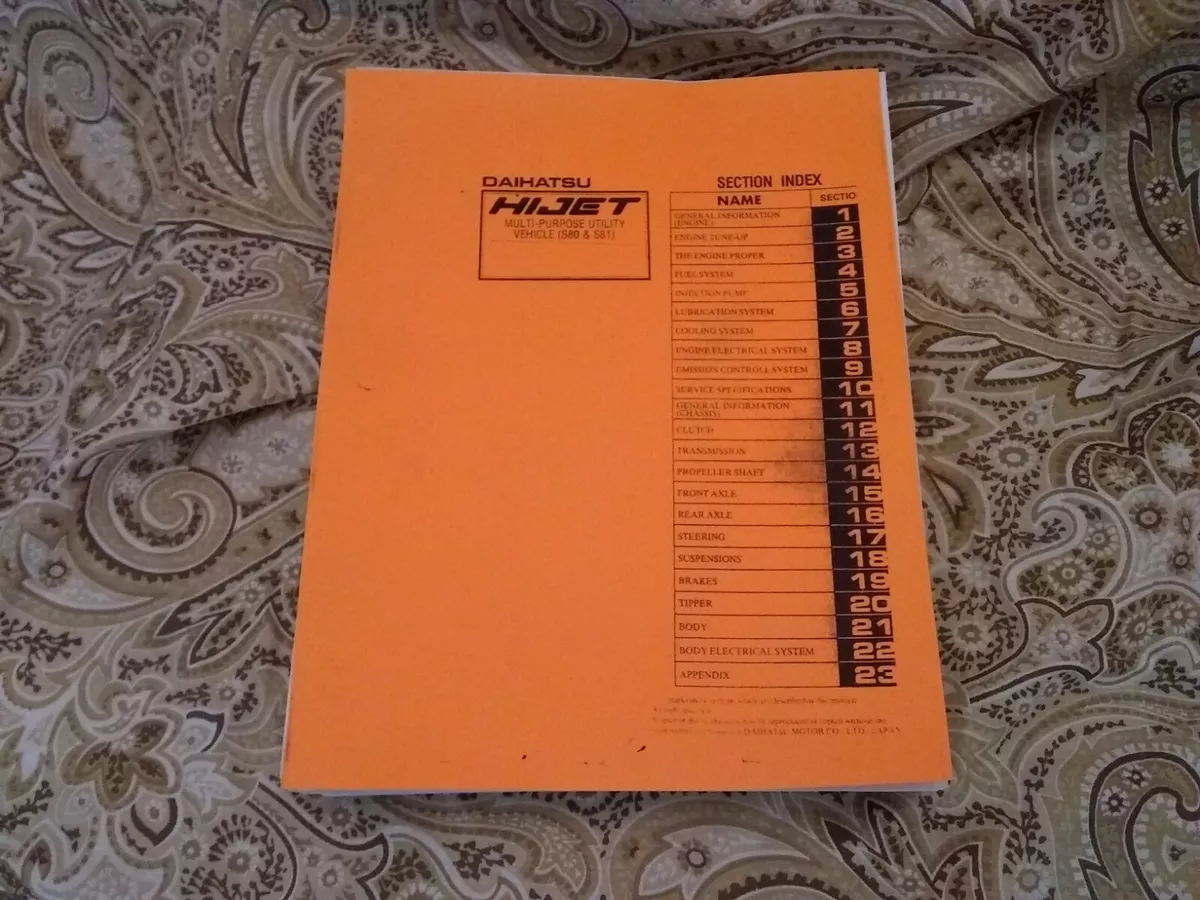 DAIHATSU
HIJET
MULTI-PURPOSE UTILITY
VEHICLE (S80 & S81)
SECTION INDEX
NAME SECTIO
GENERAL INFORMATION
(ENGINE) 1
ENGINE TUNE-UP 2
THE ENGINE PROPER 3
FUEL SYSTEM 4
INJECTION PUMP 5
LUBRICATION SYSTEM 6
COOLING SYSTEM 7
ENGINE ELECTRICAL SYSTEM 8
EMISSION CONTROLL SYSTEM 9
SERVICE SPECIFICATIONS 10
GENERAL INFORMATION
(CHASSIS) 11
CLUTCH 12
TRANSMISSION 13
PROPELLER SHAFT 14
FRONT AXLE 15
REAR AXLE 16
STEERING 17
SUSPENSIONS 18
BRAKES 19
TIPPER 20
BODY 21
BODY ELECTRICAL SYSTEM 22
APPENDIX 23
DAIHATSU MOTOR CO., LTD., JAPAN